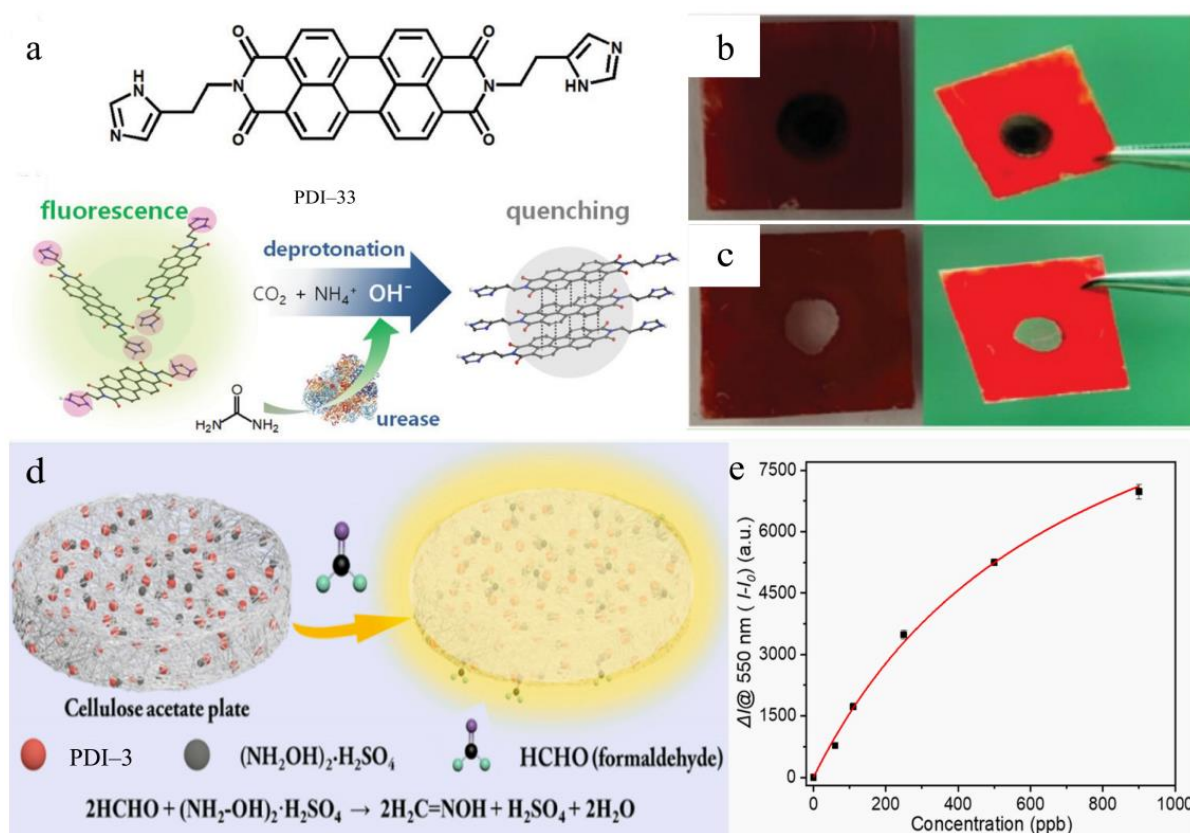 a
O
O
H
N
N
N
N
HN
N
O
O
PDI–33
fluorescence
quenching
deprotonation
CO₂ + NH₄⁺ OH⁻
O
H₂N NH₂
urease
b
c
d
Cellulose acetate plate
PDI–3
(NH₂OH)₂·H₂SO₄
HCHO (formaldehyde)
2HCHO + (NH₂-OH)₂·H₂SO₄ → 2H₂C=NOH + H₂SO₄ + 2H₂O
e
7500
6000
4500
3000
1500
0
ΔI@ 550 nm ( I-I₀) (a.u.)
0 200 400 600 800 1000
Concentration (ppb)